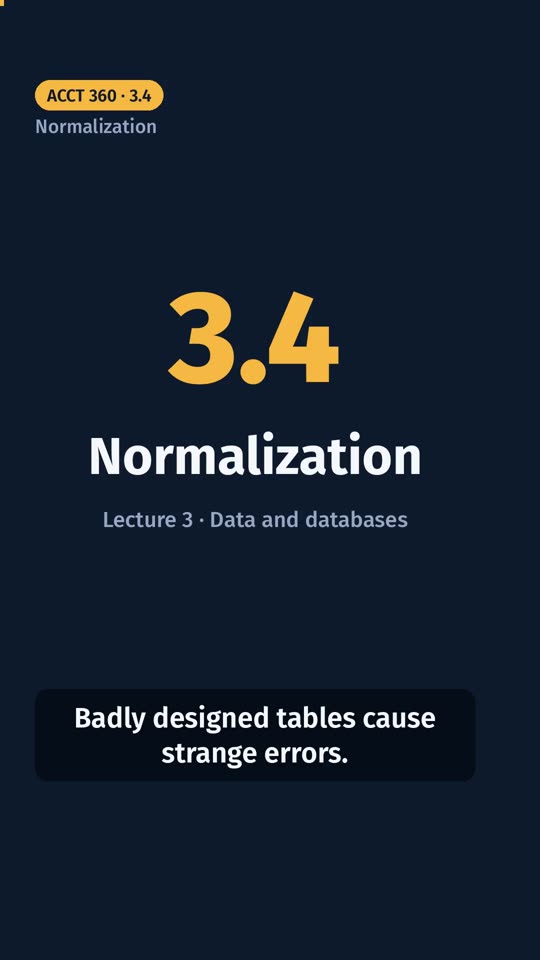 ACCT 360 · 3.4
Normalization
3.4
Normalization
Lecture 3 · Data and databases
Badly designed tables cause
strange errors.